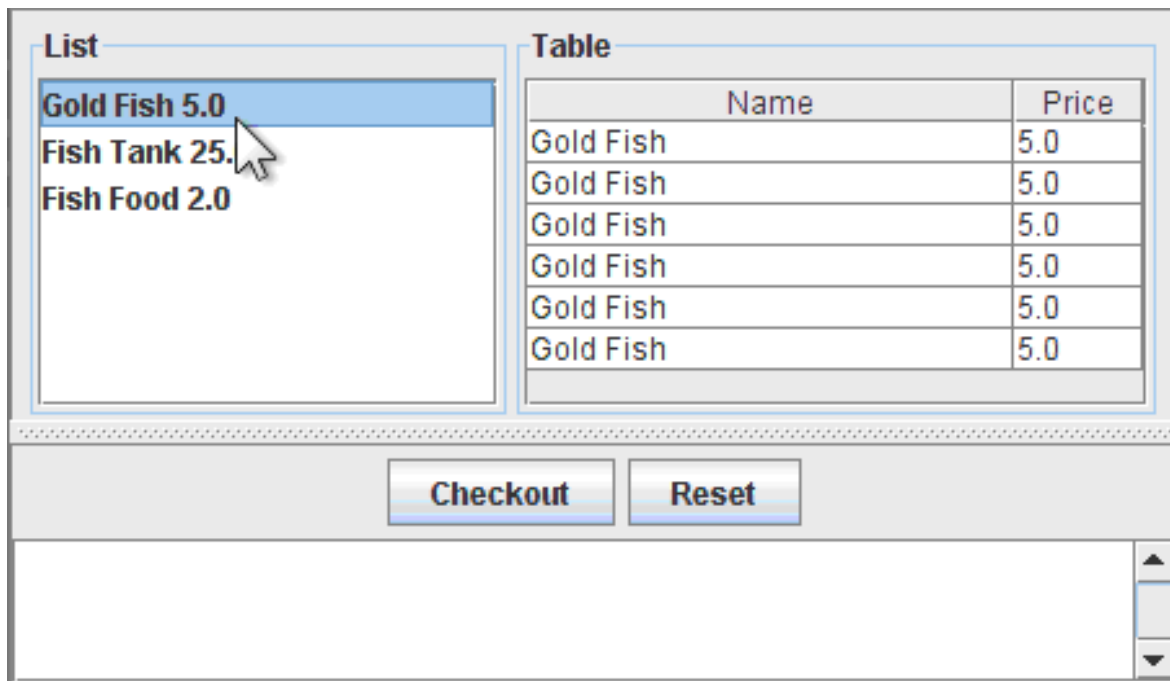 List
Gold Fish 5.0
Fish Tank 25.
Fish Food 2.0
Table
Name Price
Gold Fish 5.0
Gold Fish 5.0
Gold Fish 5.0
Gold Fish 5.0
Gold Fish 5.0
Gold Fish 5.0
Checkout Reset